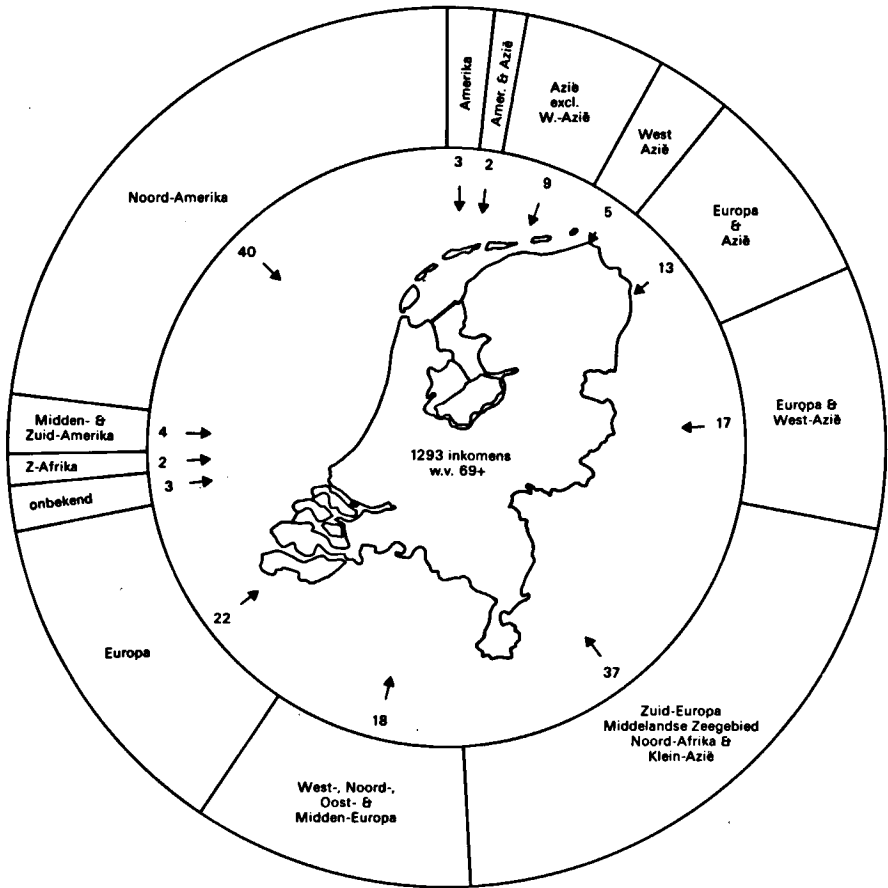 Amerika
Amer. & Azië
Azië
excl.
W.-Azië
West
Azië
Europa
&
Azië
Europa &
West-Azië
Zuid-Europa
Middelandse Zeegebied
Noord-Afrika &
Klein-Azië
West-, Noord-,
Oost- &
Midden-Europa
Europa
onbekend
Z-Afrika
Midden- &
Zuid-Amerika
Noord-Amerika
3
2
9
5
13
17
37
18
22
3
2
4
40
1293 inkomens
w.v. 69+